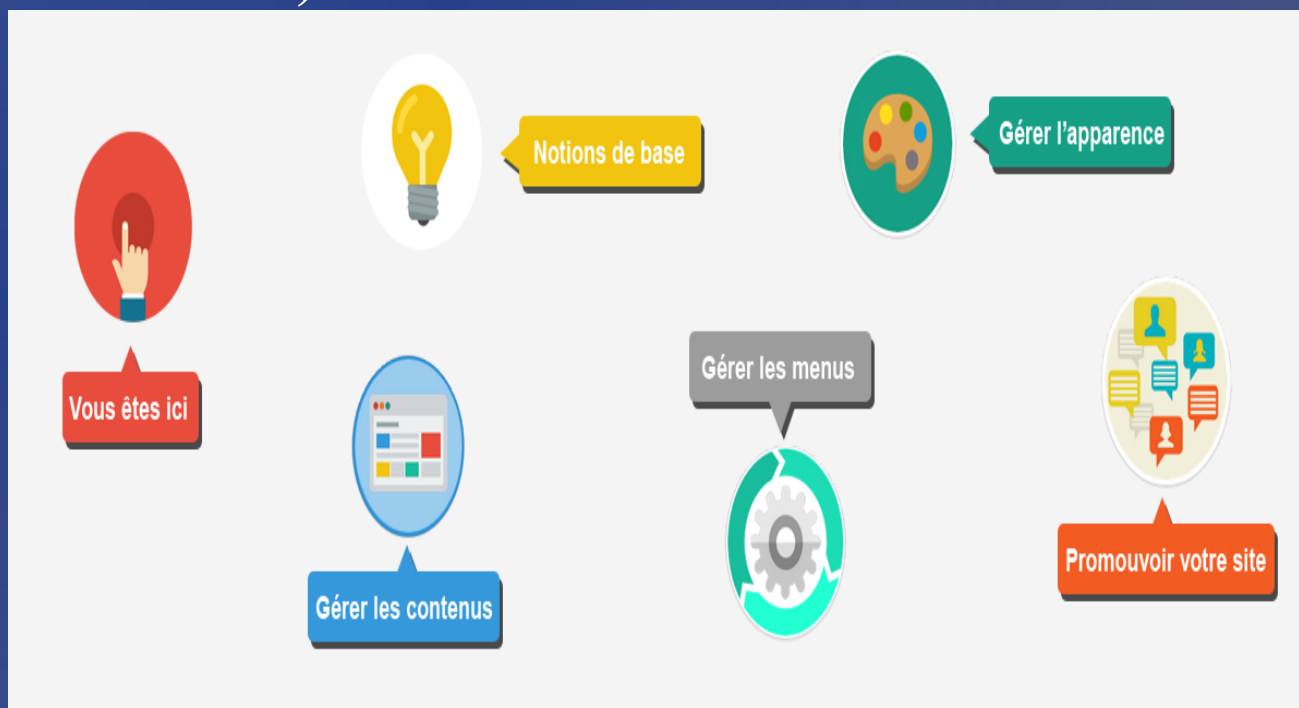 Notions de base
Gérer l'apparence
Vous êtes ici
Gérer les menus
Gérer les contenus
Promouvoir votre site